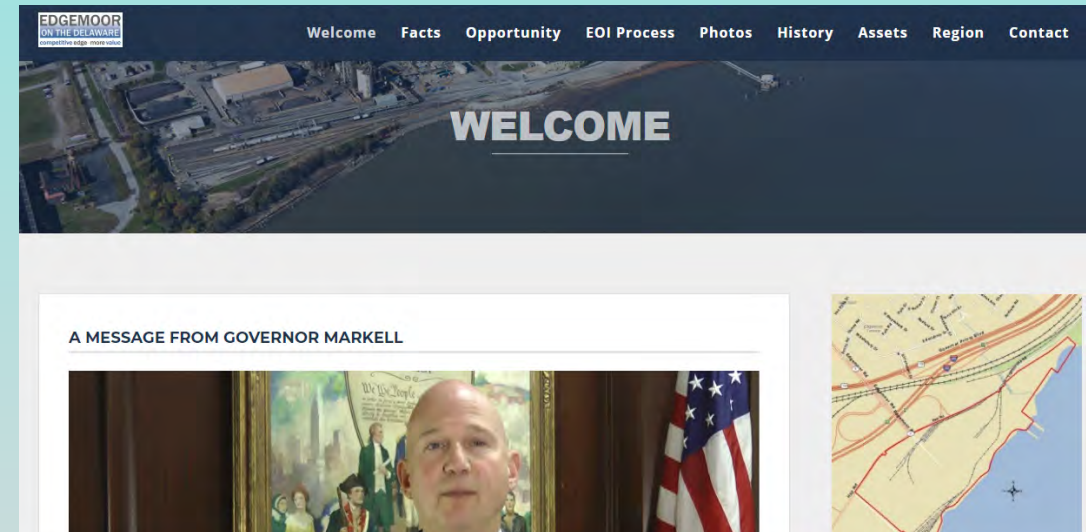 EDGEMOOR
ON THE DELAWARE
competitive edge more value
Welcome Facts Opportunity EOI Process Photos History Assets Region Contact
WELCOME
A MESSAGE FROM GOVERNOR MARKELL
We the People